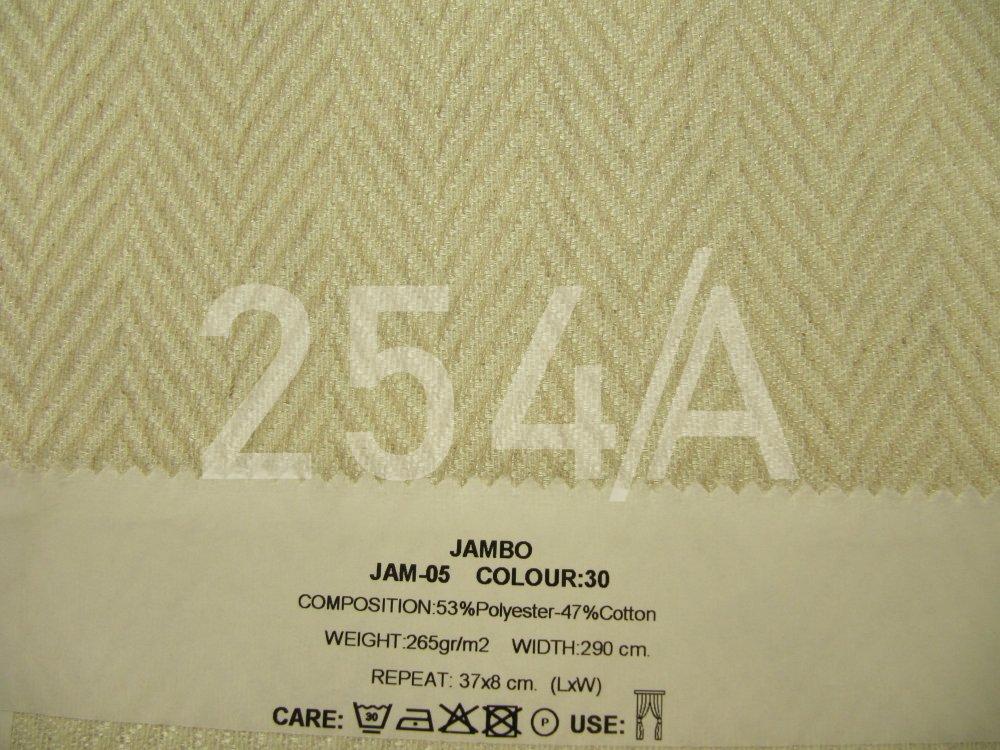 254/A
JAMBO
JAM-05 COLOUR:30
COMPOSITION:53%Polyester-47%Cotton
WEIGHT:265gr/m2 WIDTH:290 cm.
REPEAT: 37x8 cm. (LxW)
CARE: 30 P USE: